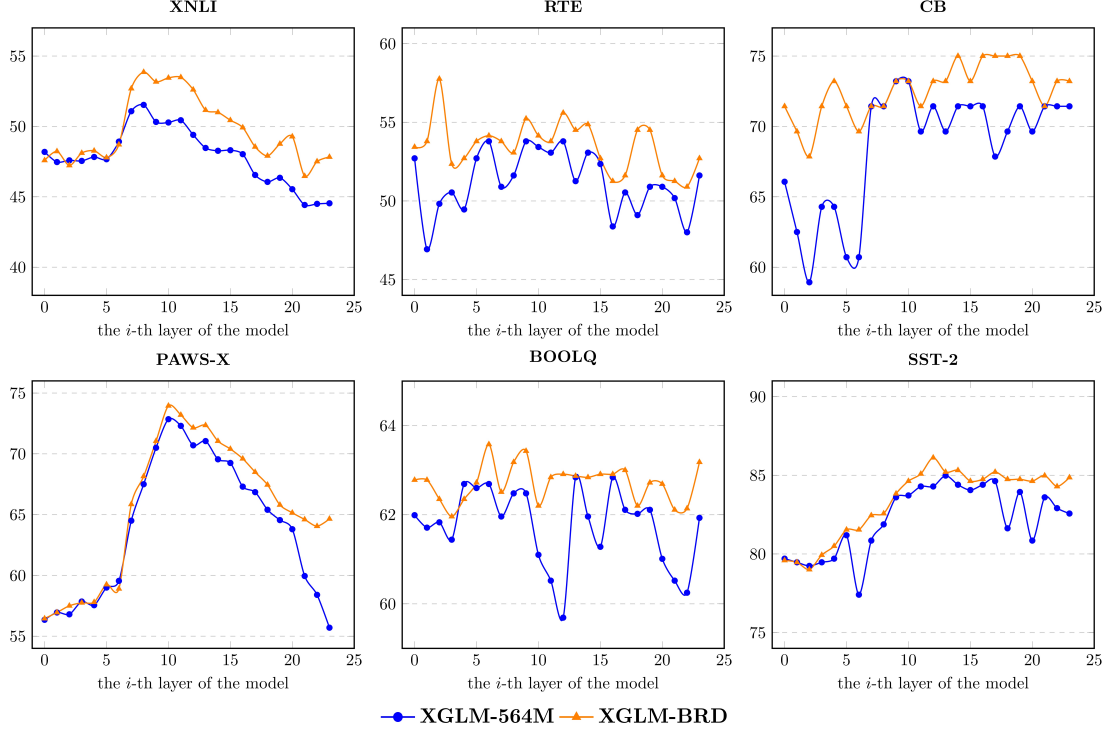 XNLI
RTE
CB
55
50
45
40
0 5 10 15 20 25
the i-th layer of the model
60
55
50
45
0 5 10 15 20 25
the i-th layer of the model
75
70
65
60
0 5 10 15 20 25
the i-th layer of the model
PAWS-X
BOOLQ
SST-2
75
70
65
60
55
0 5 10 15 20 25
the i-th layer of the model
64
62
60
0 5 10 15 20 25
the i-th layer of the model
90
85
80
75
0 5 10 15 20 25
the i-th layer of the model
XGLM-564M XGLM-BRD